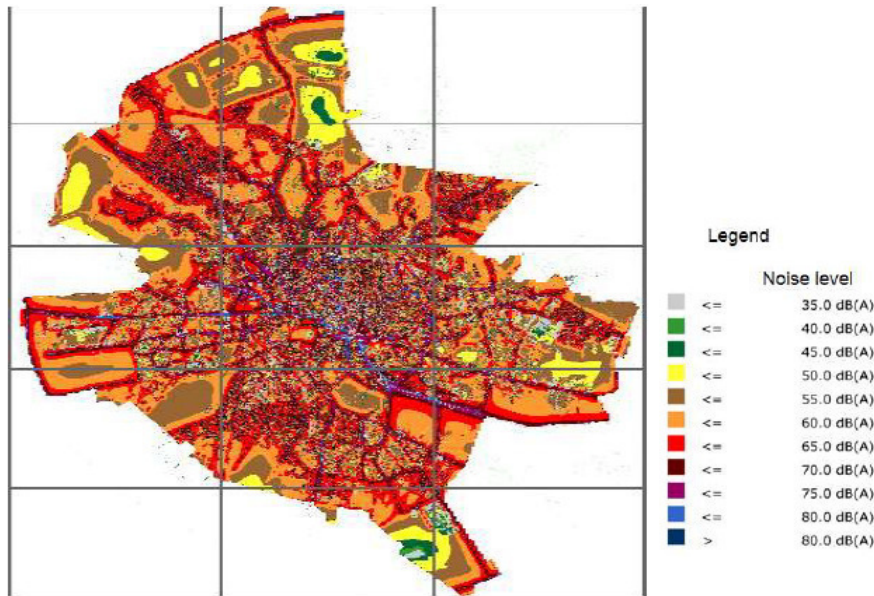 Legend
Noise level
<= 35.0 dB(A)
<= 40.0 dB(A)
<= 45.0 dB(A)
<= 50.0 dB(A)
<= 55.0 dB(A)
<= 60.0 dB(A)
<= 65.0 dB(A)
<= 70.0 dB(A)
<= 75.0 dB(A)
<= 80.0 dB(A)
> 80.0 dB(A)